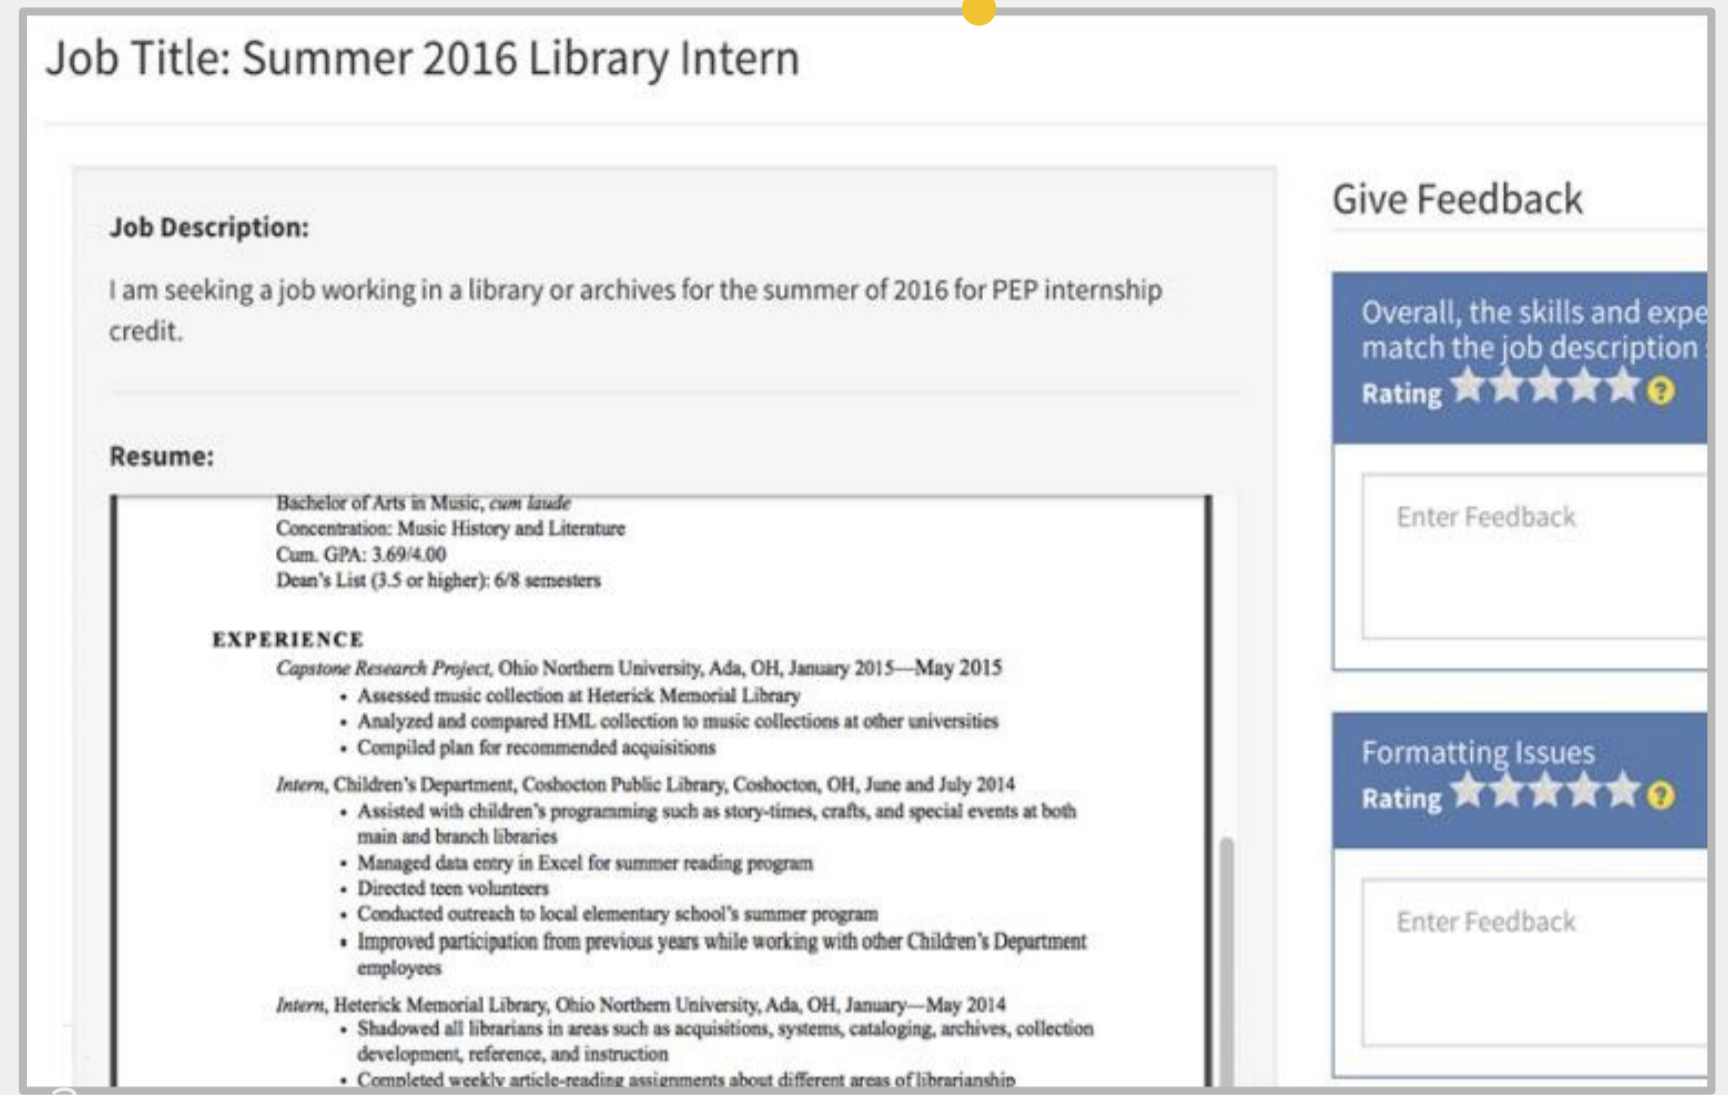 Job Title: Summer 2016 Library Intern
Job Description:
I am seeking a job working in a library or archives for the summer of 2016 for PEP internship
credit.
Resume:
Bachelor of Arts in Music, cum laude
Concentration: Music History and Literature
Cum. GPA: 3.69/4.00
Dean's List (3.5 or higher): 6/8 semesters
EXPERIENCE
Capstone Research Project, Ohio Northern University, Ada, OH, January 2015—May 2015
• Assessed music collection at Heterick Memorial Library
• Analyzed and compared HML collection to music collections at other universities
• Compiled plan for recommended acquisitions
Intern, Children's Department, Coshocton Public Library, Coshocton, OH, June and July 2014
• Assisted with children's programming such as story-times, crafts, and special events at both
main and branch libraries
• Managed data entry in Excel for summer reading program
• Directed teen volunteers
• Conducted outreach to local elementary school's summer program
• Improved participation from previous years while working with other Children's Department
employees
Intern, Heterick Memorial Library, Ohio Northern University, Ada, OH, January—May 2014
• Shadowed all librarians in areas such as acquisitions, systems, cataloging, archives, collection
development, reference, and instruction
• Completed weekly article-reading assignments about different areas of librarianship
Give Feedback
Overall, the skills and expe
match the job description
Rating ?
Enter Feedback
Formatting Issues
Rating ?
Enter Feedback